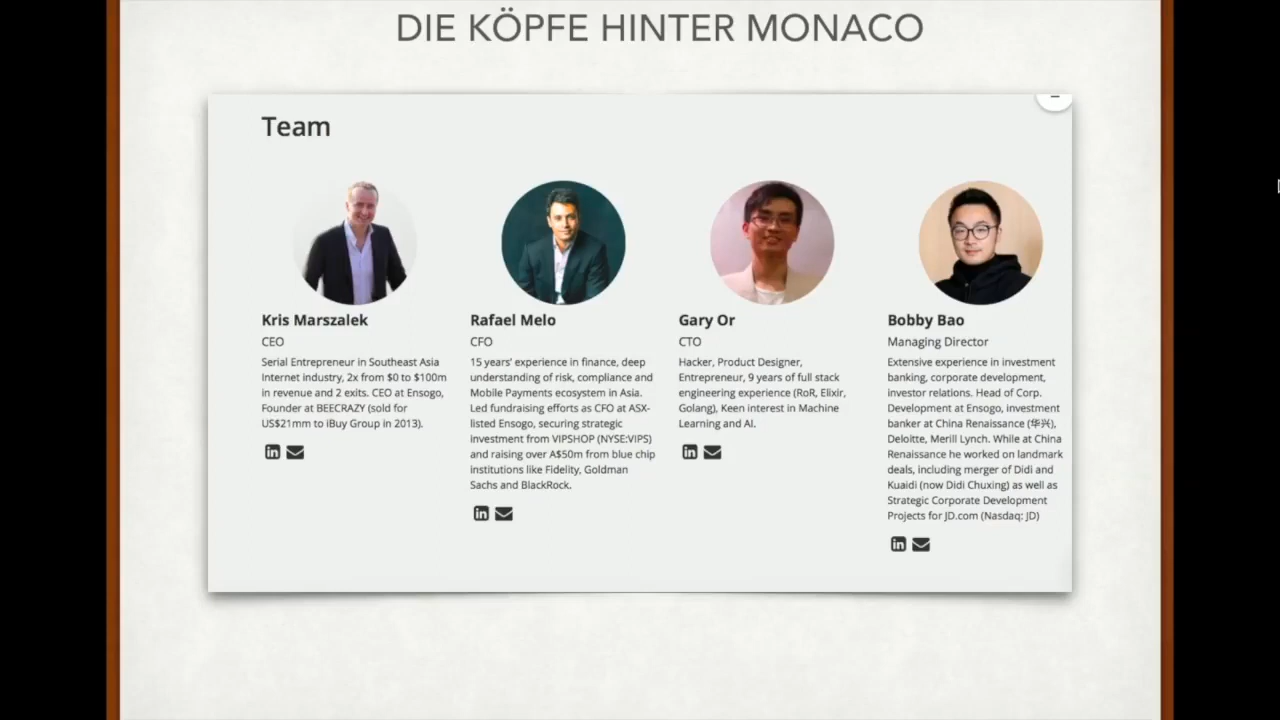 DIE KÖPFE HINTER MONACO
Team
Kris Marszalek
CEO
Serial Entrepreneur in Southeast Asia
Internet industry, 2x from $0 to $100m
in revenue and 2 exits. CEO at Ensogo,
Founder at BEECRAZY (sold for
US$21mm to iBuy Group in 2013).
Rafael Melo
CFO
15 years' experience in finance, deep
understanding of risk, compliance and
Mobile Payments ecosystem in Asia.
Led fundraising efforts as CFO at ASX-
listed Ensogo, securing strategic
investment from VIPSHOP (NYSE:VIPS)
and raising over A$50m from blue chip
institutions like Fidelity, Goldman
Sachs and BlackRock.
Gary Or
CTO
Hacker, Product Designer,
Entrepreneur, 9 years of full stack
engineering experience (RoR, Elixir,
Golang), Keen interest in Machine
Learning and AI.
Bobby Bao
Managing Director
Extensive experience in investment
banking, corporate development,
investor relations. Head of Corp.
Development at Ensogo, investment
banker at China Renaissance (华兴),
Deloitte, Merill Lynch. While at China
Renaissance he worked on landmark
deals, including merger of Didi and
Kuaidi (now Didi Chuxing) as well as
Strategic Corporate Development
Projects for JD.com (Nasdaq: JD)